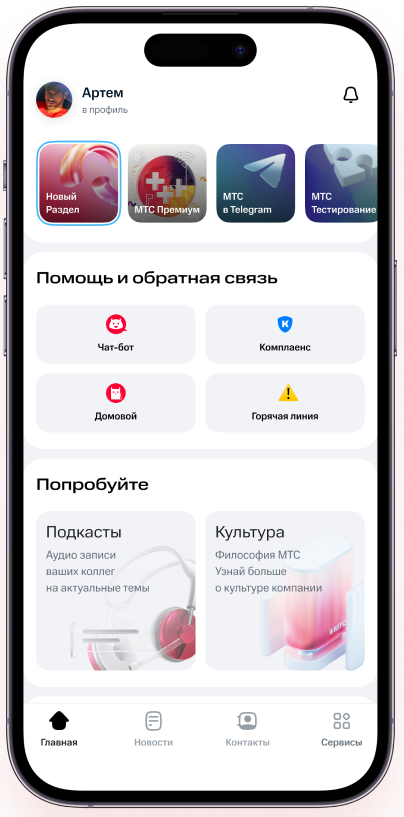 Артем
в профиль
Новый
Раздел
МТС Премиум
МТС
в Telegram
МТС
Тестирование
Помощь и обратная связь
Чат-бот
К
Комплаенс
Домовой
Горячая линия
Попробуйте
Подкасты
Аудио записи
ваших коллег
на актуальные темы
Культура
Философия МТС
Узнай больше
о культуре компании
МТС
Главная
Новости
Контакты
Сервисы